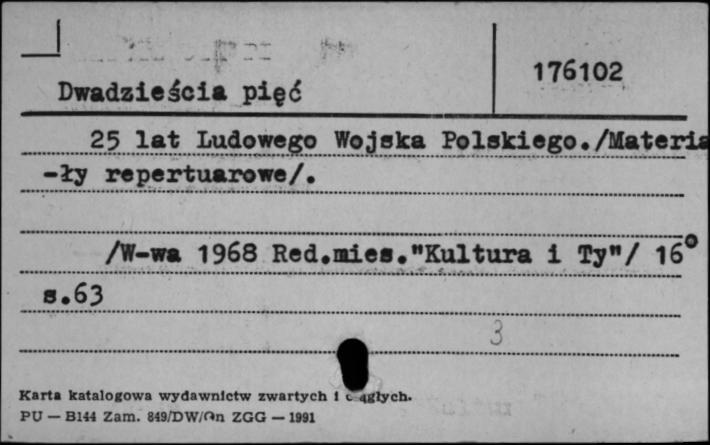 176102
Dwadzieścia pięć
25 lat Ludowego Wojska Polskiego./Materia
-ły repertuarowe/.
/W-wa 1968 Red.mies."Kultura i Ty"/ 16°
s.63
3
Karta katalogowa wydawnictw zwartych i
PU — B144 Zam. 849/DW/ ZGG — 1991